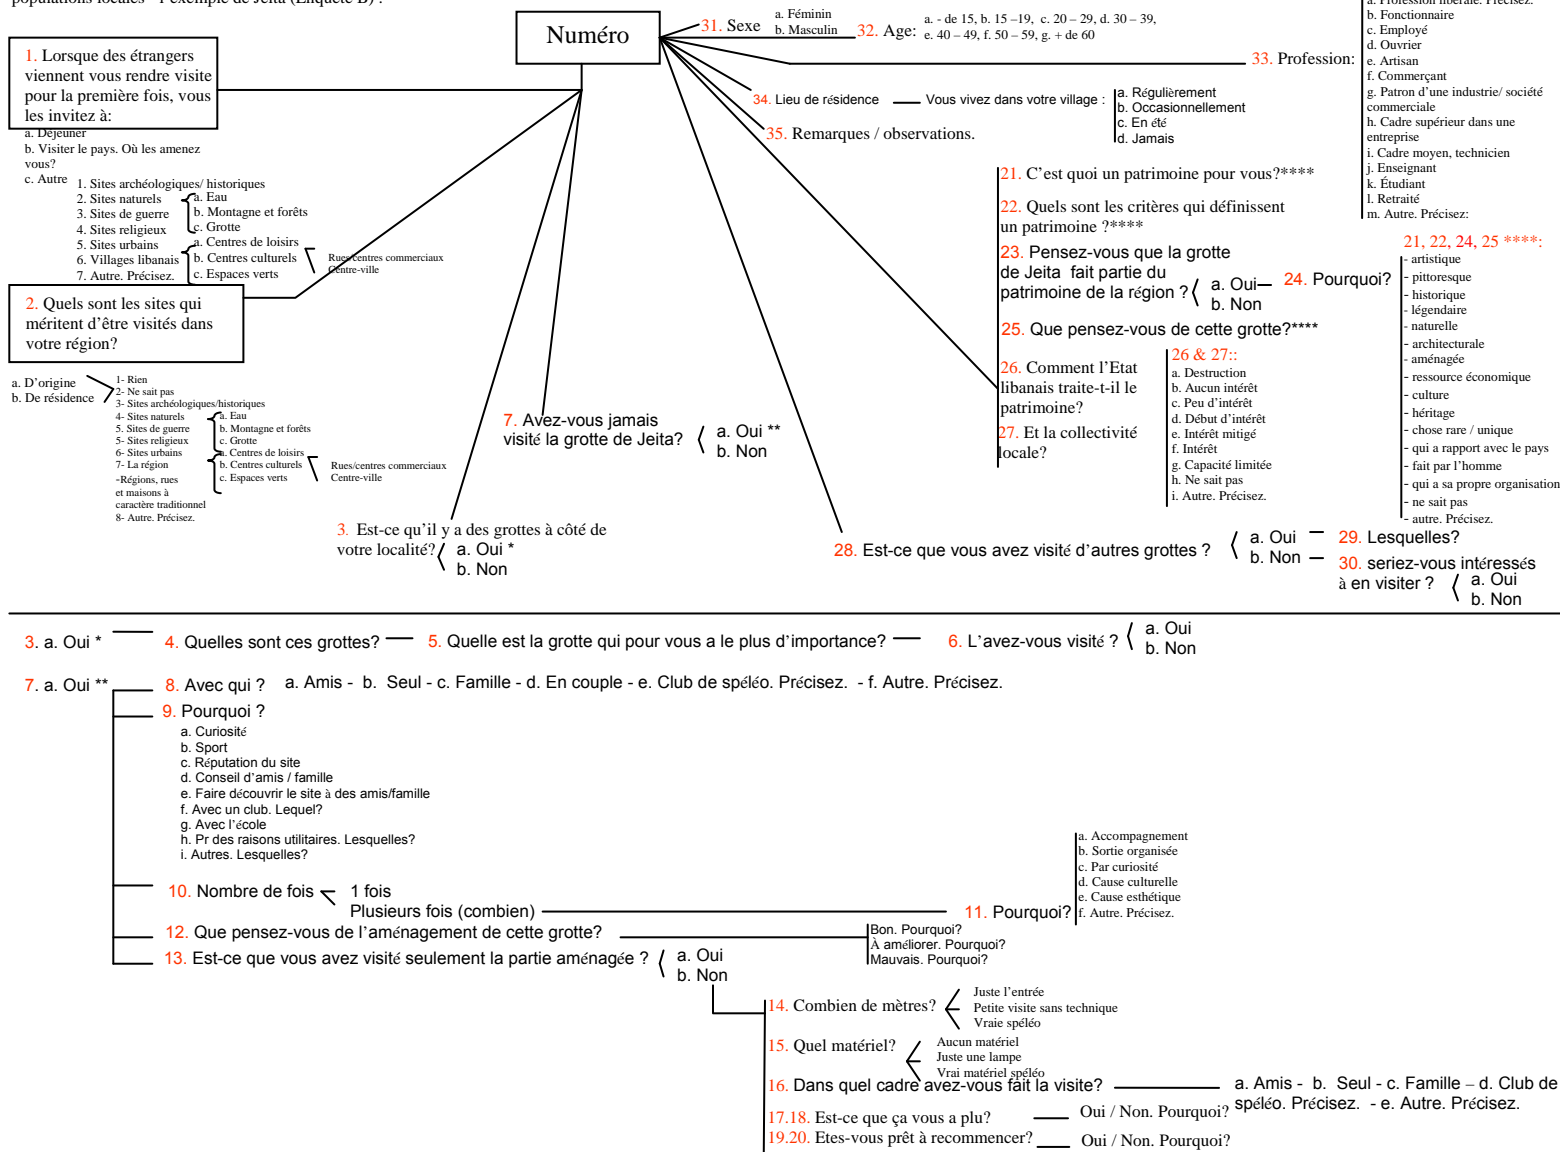 populations locales - l'exemple de Jeita (Enquête B) :
Numéro
1. Lorsque des étrangers
viennent vous rendre visite
pour la première fois, vous
les invitez à:
a. Déjeuner
b. Visiter le pays. Où les amenez
vous?
c. Autre
1. Sites archéologiques/ historiques
2. Sites naturels
3. Sites de guerre
4. Sites religieux
5. Sites urbains
6. Villages libanais
7. Autre. Précisez.
a. Eau
b. Montagne et forêts
c. Grotte
a. Centres de loisirs
b. Centres culturels
c. Espaces verts
Rues/centres commerciaux
Centre-ville
2. Quels sont les sites qui
méritent d'être visités dans
votre région?
a. D'origine
b. De résidence
1- Rien
2- Ne sait pas
3- Sites archéologiques/historiques
4- Sites naturels
5. Sites de guerre
5- Sites religieux
6- Sites urbains
7- La région
-Régions, rues
et maisons à
caractère traditionnel
8- Autre. Précisez.
a. Eau
b. Montagne et forêts
c. Grotte
a. Centres de loisirs
b. Centres culturels
c. Espaces verts
Rues/centres commerciaux
Centre-ville
3. Est-ce qu'il y a des grottes à côté de
votre localité?
a. Oui *
b. Non
7. Avez-vous jamais
visité la grotte de Jeita?
a. Oui **
b. Non
31. Sexe
a. Féminin
b. Masculin
32. Age:
a. - de 15, b. 15 –19, c. 20 – 29, d. 30 – 39,
e. 40 – 49, f. 50 – 59, g. + de 60
33. Profession:
a. Profession libérale. Précisez.
b. Fonctionnaire
c. Employé
d. Ouvrier
e. Artisan
f. Commerçant
g. Patron d'une industrie/ société
commerciale
h. Cadre supérieur dans une
entreprise
i. Cadre moyen, technicien
j. Enseignant
k. Étudiant
l. Retraité
m. Autre. Précisez:
34. Lieu de résidence
Vous vivez dans votre village :
a. Régulièrement
b. Occasionnellement
c. En été
d. Jamais
35. Remarques / observations.
21. C'est quoi un patrimoine pour vous?****
22. Quels sont les critères qui définissent
un patrimoine ?****
23. Pensez-vous que la grotte
de Jeita fait partie du
patrimoine de la région ?
a. Oui
b. Non
24. Pourquoi?
25. Que pensez-vous de cette grotte?****
26. Comment l'Etat
libanais traite-t-il le
patrimoine?
27. Et la collectivité
locale?
26 & 27::
a. Destruction
b. Aucun intérêt
c. Peu d'intérêt
d. Début d'intérêt
e. Intérêt mitigé
f. Intérêt
g. Capacité limitée
h. Ne sait pas
i. Autre. Précisez.
21, 22, 24, 25 ****:
- artistique
- pittoresque
- historique
- légendaire
- naturelle
- architecturale
- aménagée
- ressource économique
- culture
- héritage
- chose rare / unique
- qui a rapport avec le pays
- fait par l'homme
- qui a sa propre organisation
- ne sait pas
- autre. Précisez.
28. Est-ce que vous avez visité d'autres grottes ?
a. Oui
b. Non
29. Lesquelles?
30. seriez-vous intéressés
à en visiter ?
a. Oui
b. Non
3. a. Oui *
4. Quelles sont ces grottes?
5. Quelle est la grotte qui pour vous a le plus d'importance?
6. L'avez-vous visité ?
a. Oui
b. Non
7. a. Oui **
8. Avec qui ? a. Amis - b. Seul - c. Famille - d. En couple - e. Club de spéléo. Précisez. - f. Autre. Précisez.
9. Pourquoi ?
a. Curiosité
b. Sport
c. Réputation du site
d. Conseil d'amis / famille
e. Faire découvrir le site à des amis/famille
f. Avec un club. Lequel?
g. Avec l'école
h. Pr des raisons utilitaires. Lesquelles?
i. Autres. Lesquelles?
10. Nombre de fois
1 fois
Plusieurs fois (combien)
11. Pourquoi?
a. Accompagnement
b. Sortie organisée
c. Par curiosité
d. Cause culturelle
e. Cause esthétique
f. Autre. Précisez.
12. Que pensez-vous de l'aménagement de cette grotte?
Bon. Pourquoi?
À améliorer. Pourquoi?
Mauvais. Pourquoi?
13. Est-ce que vous avez visité seulement la partie aménagée ?
a. Oui
b. Non
14. Combien de mètres?
Juste l'entrée
Petite visite sans technique
Vraie spéléo
15. Quel matériel?
Aucun matériel
Juste une lampe
Vrai matériel spéléo
16. Dans quel cadre avez-vous fait la visite?
a. Amis - b. Seul - c. Famille – d. Club de
spéléo. Précisez. - e. Autre. Précisez.
17.18. Est-ce que ça vous a plu?
Oui / Non. Pourquoi?
19.20. Etes-vous prêt à recommencer?
Oui / Non. Pourquoi?